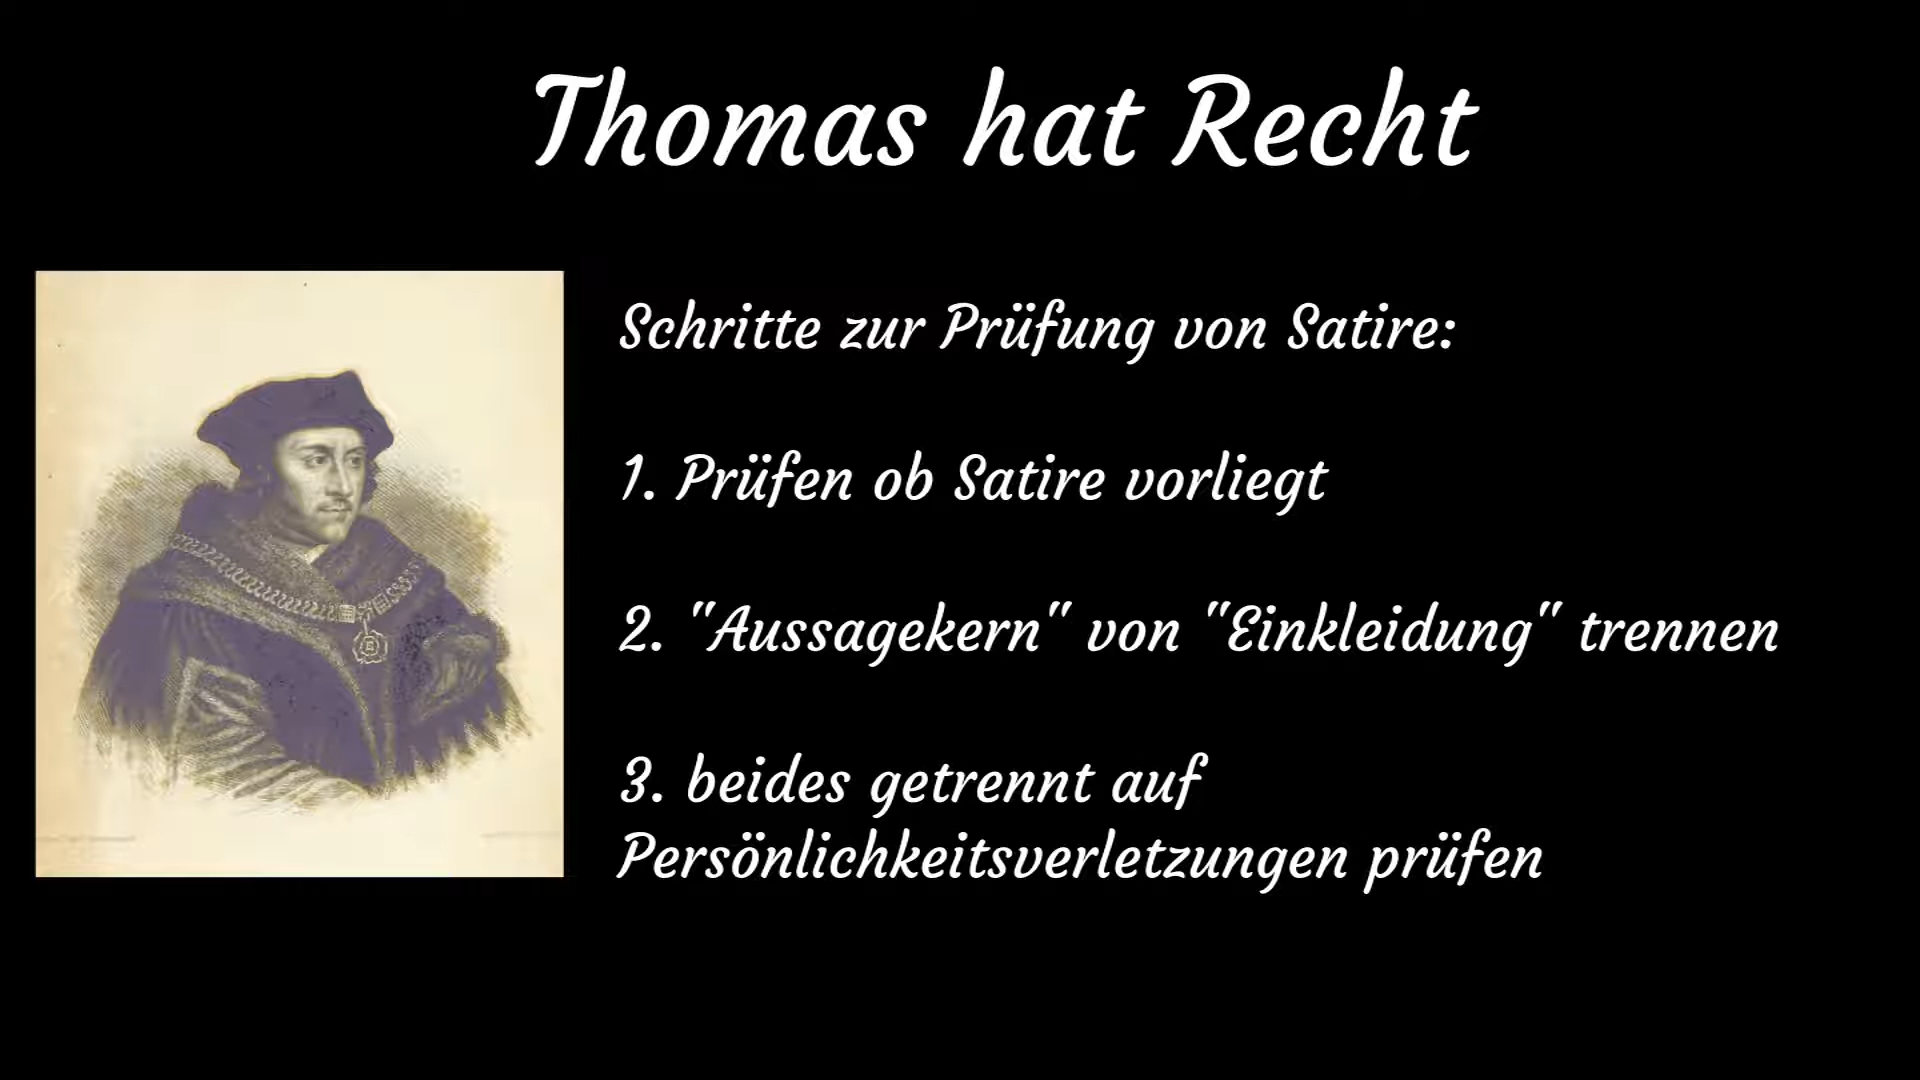 Thomas hat Recht
Schritte zur Prüfung von Satire:
1. Prüfen ob Satire vorliegt
2. "Aussagekern" von "Einkleidung" trennen
3. beides getrennt auf
Persönlichkeitsverletzungen prüfen